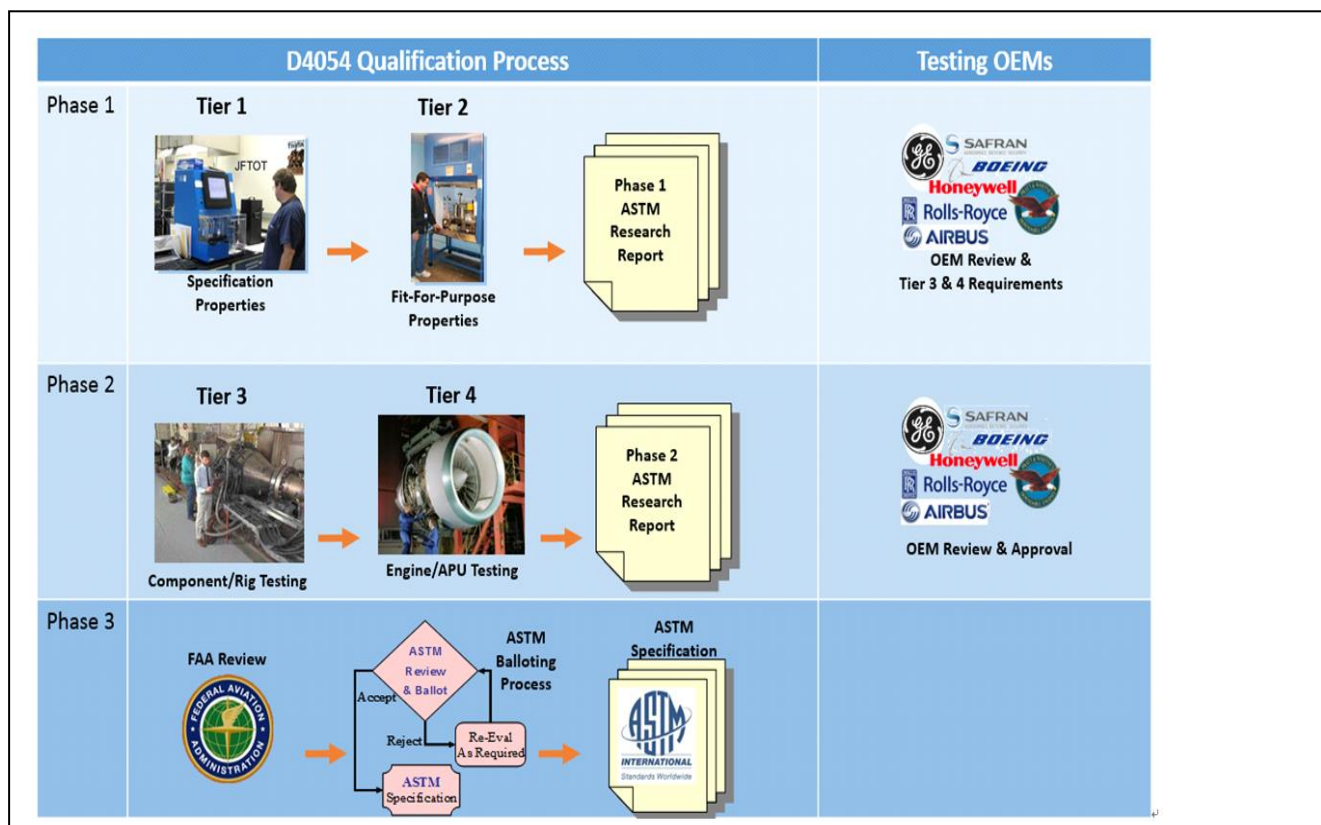 D4054 Qualification Process
Testing OEMs
Phase 1
Tier 1
Tier 2
JFTOT
Specification
Properties
Fit-For-Purpose
Properties
Phase 1
ASTM
Research
Report
GE
SAFRAN
BOEING
Honeywell
Rolls-Royce
AIRBUS
OEM Review &
Tier 3 & 4 Requirements
Phase 2
Tier 3
Tier 4
Component/Rig Testing
Engine/APU Testing
Phase 2
ASTM
Research
Report
GE
SAFRAN
BOEING
Honeywell
Rolls-Royce
AIRBUS
OEM Review & Approval
Phase 3
FAA Review
FEDERAL AVIATION
ADMINISTRATION
ASTM
Review
& Ballot
Accept
Reject
Re-Eval
As Required
ASTM
Specification
ASTM
Balloting
Process
ASTM
Specification
ASTM
INTERNATIONAL
Standards Worldwide